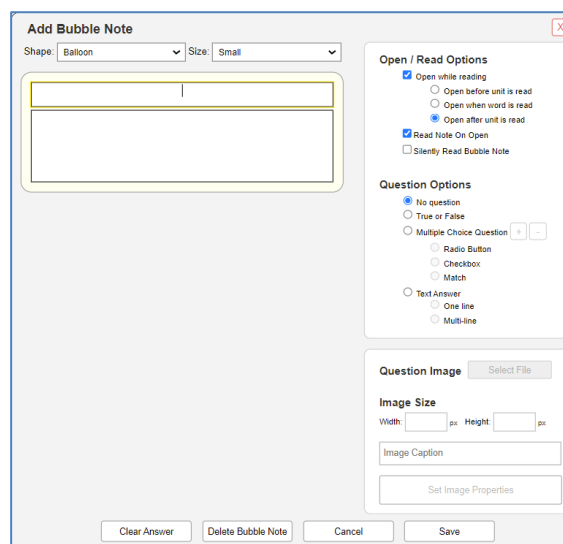 Add Bubble Note
X
Shape: Balloon Size: Small
Open / Read Options
Open while reading
Open before unit is read
Open when word is read
Open after unit is read
Read Note On Open
Silently Read Bubble Note
Question Options
No question
True or False
Multiple Choice Question + -
Radio Button
Checkbox
Match
Text Answer
One line
Multi-line
Question Image Select File
Image Size
Width: px Height: px
Image Caption
Set Image Properties
Clear Answer Delete Bubble Note Cancel Save